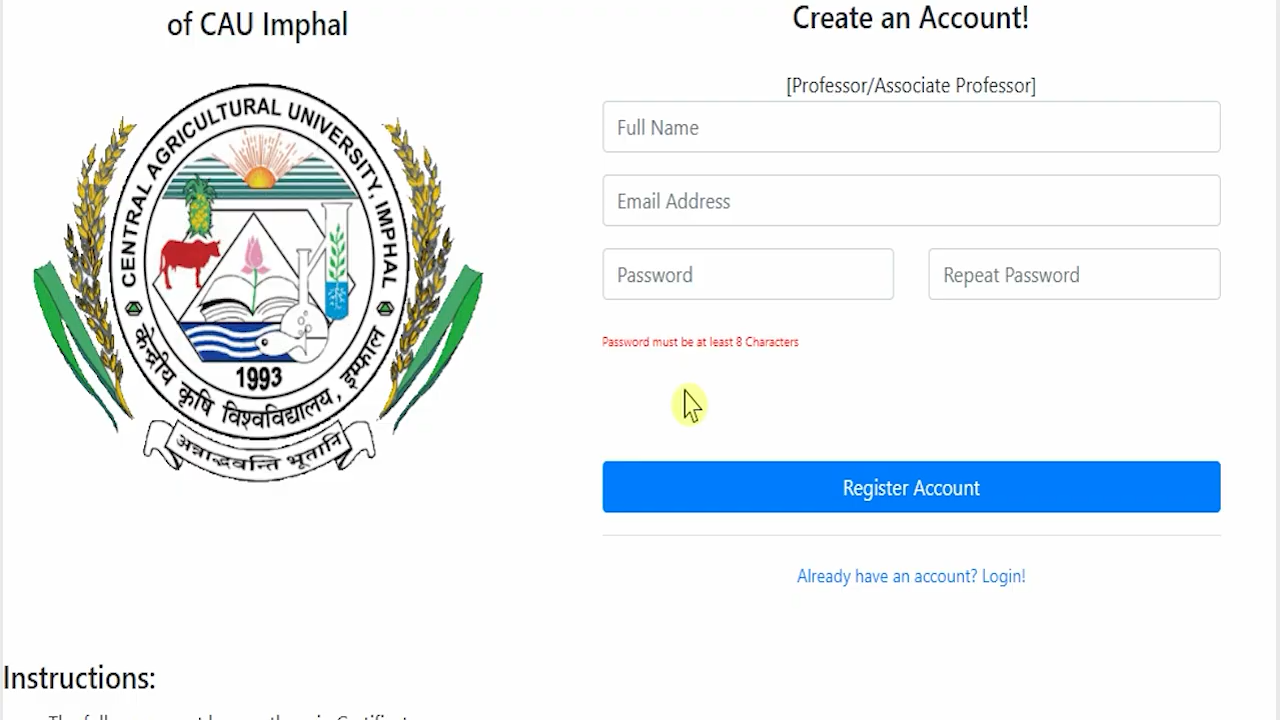 of CAU Imphal
CENTRAL AGRICULTURAL UNIVERSITY, IMPHAL
1993
केन्द्रीय कृषि विश्वविद्यालय, इम्फाल
अन्नाद्भवन्ति भूतानि
Create an Account!
[Professor/Associate Professor]
Full Name
Email Address
Password
Repeat Password
Password must be at least 8 Characters
Register Account
Already have an account? Login!
Instructions: